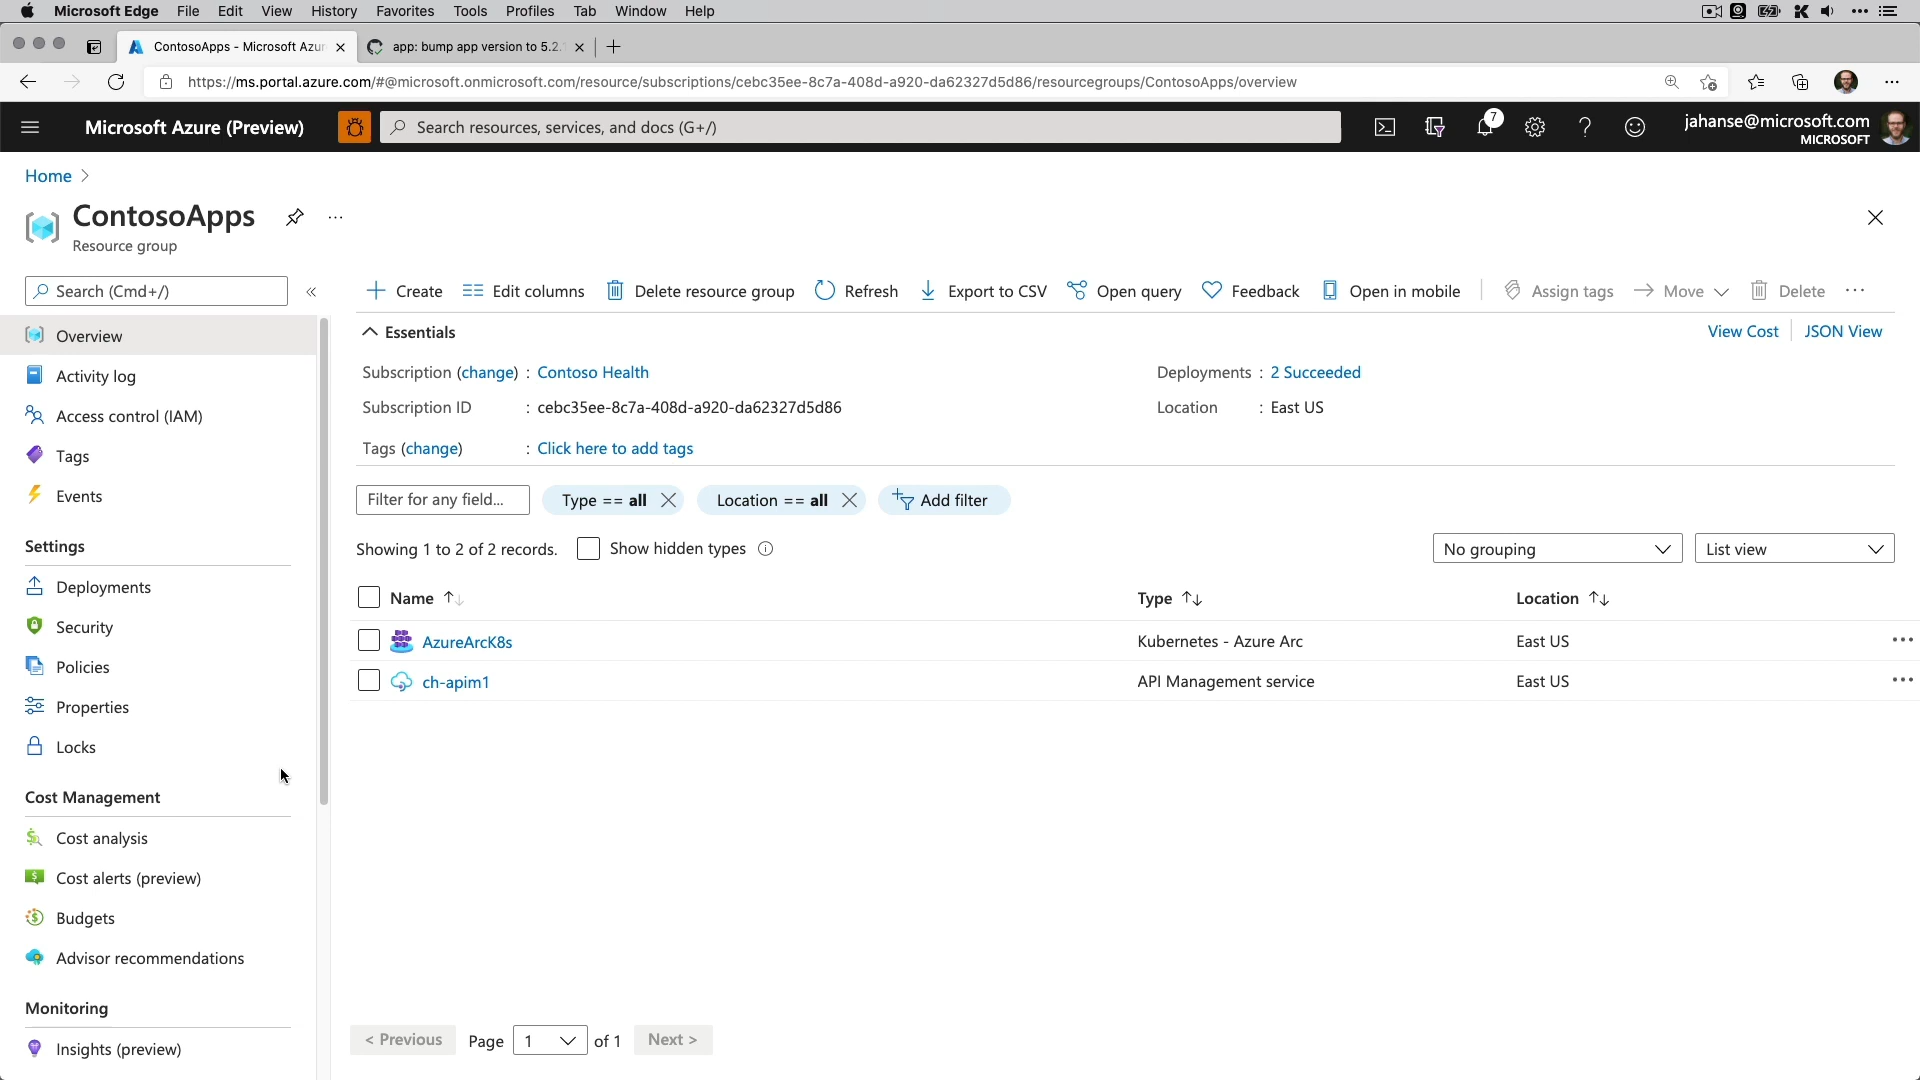 Microsoft Edge File Edit View History Favorites Tools Profiles Tab Window Help
ContosoApps - Microsoft Azu
app: bump app version to 5.2.
https://ms.portal.azure.com/#@microsoft.onmicrosoft.com/resource/subscriptions/cebc35ee-8c7a-408d-a920-da62327d5d86/resourcegroups/ContosoApps/overview
Microsoft Azure (Preview)
Search resources, services, and docs (G+/)
7
jahanse@microsoft.com
MICROSOFT
Home >
ContosoApps
Resource group
Search (Cmd+/)
«
Create Edit columns Delete resource group Refresh Export to CSV Open query Feedback Open in mobile Assign tags Move Delete
Overview
Activity log
Access control (IAM)
Tags
Events
Settings
Deployments
Security
Policies
Properties
Locks
Cost Management
Cost analysis
Cost alerts (preview)
Budgets
Advisor recommendations
Monitoring
Insights (preview)
Essentials
View Cost JSON View
Subscription (change) : Contoso Health
Deployments : 2 Succeeded
Subscription ID : cebc35ee-8c7a-408d-a920-da62327d5d86
Location : East US
Tags (change) : Click here to add tags
Filter for any field...
Type == all
Location == all
Add filter
Showing 1 to 2 of 2 records.
Show hidden types
No grouping
List view
Name Type Location
AzureArcK8s Kubernetes - Azure Arc East US
ch-apim1 API Management service East US
< Previous Page 1 of 1 Next >